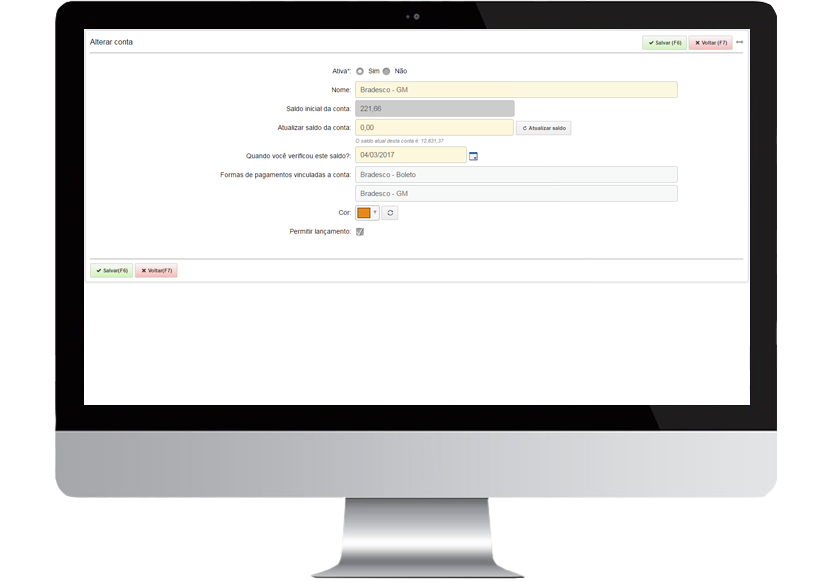 Alterar conta
Salvar (F6) Voltar (F7)
Ativa*: Sim Não
Nome: Bradesco - GM
Saldo inicial da conta: 221,66
Atualizar saldo da conta: 0,00 Atualizar saldo
O saldo atual desta conta é: 12.831,37
Quando você verificou este saldo?: 04/03/2017
Formas de pagamentos vinculadas a conta: Bradesco - Boleto
Bradesco - GM
Cor:
Permitir lançamento:
Salvar(F6) Voltar(F7)